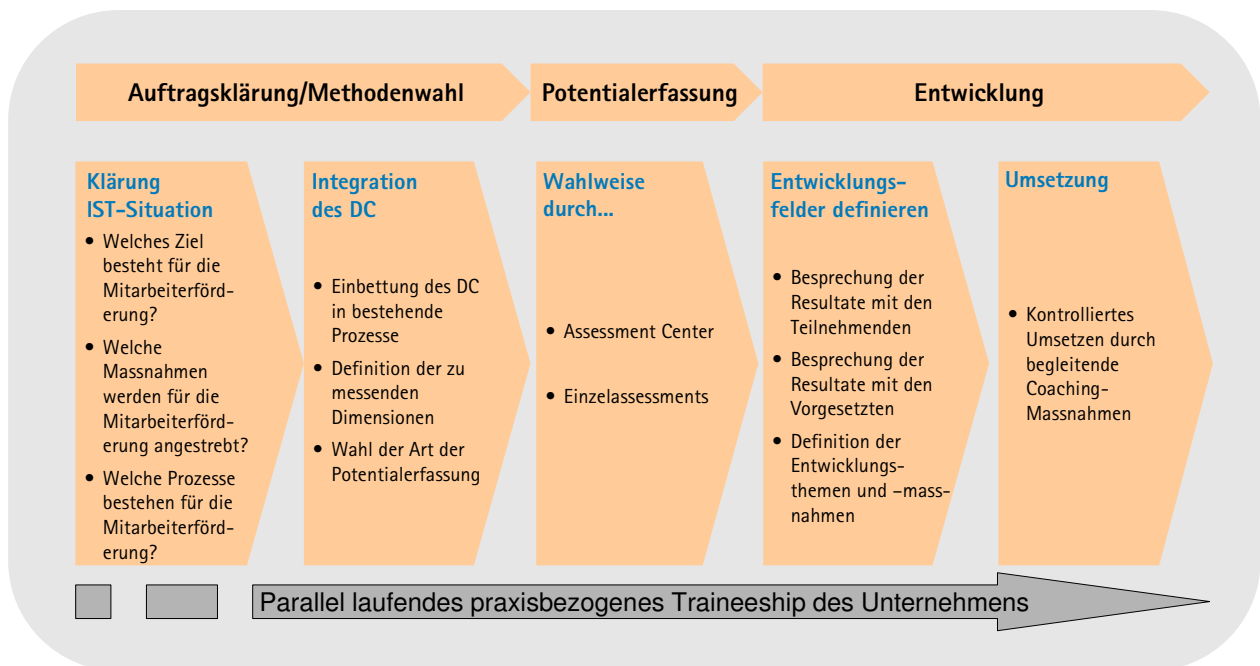 Auftragsklärung/Methodenwahl
Potentialerfassung
Entwicklung
Klärung
IST-Situation
• Welches Ziel
besteht für die
Mitarbeiterförd-
erung?
• Welche
Massnahmen
werden für die
Mitarbeiterförd-
erung angestrebt?
• Welche Prozesse
bestehen für die
Mitarbeiterförd-
erung?
Integration
des DC
• Einbettung des DC
in bestehende
Prozesse
• Definition der zu
messenden
Dimensionen
• Wahl der Art der
Potentialerfassung
Wahlweise
durch...
• Assessment Center
• Einzelassessments
Entwicklungs-
felder definieren
• Besprechung der
Resultate mit den
Teilnehmenden
• Besprechung der
Resultate mit den
Vorgesetzten
• Definition der
Entwicklungs-
themen und –mass-
nahmen
Umsetzung
• Kontrolliertes
Umsetzen durch
begleitende
Coaching-
Massnahmen
Parallel laufendes praxisbezogenes Traineeship des Unternehmens